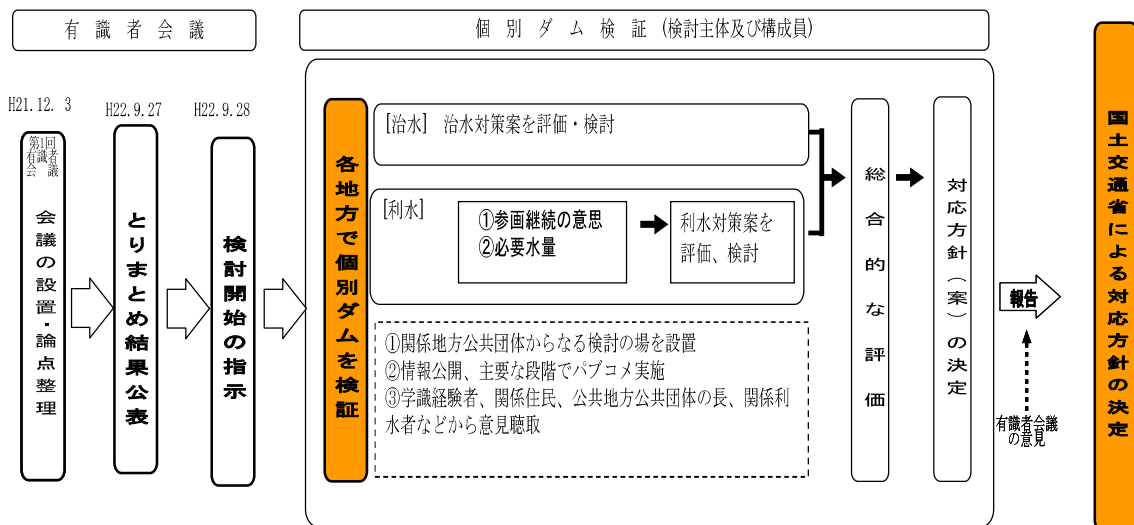 有識者会議
個別ダム検証(検討主体及び構成員)
H21.12. 3
第1回
有識者
会議
会議の設置・論点整理
H22.9.27
とりまとめ結果公表
H22.9.28
検討開始の指示
各地方で個別ダムを検証
[治水] 治水対策案を評価・検討
[利水]
①参画継続の意思
②必要水量
利水対策案を
評価、検討
①関係地方公共団体からなる検討の場を設置
②情報公開、主要な段階でパブコメ実施
③学識経験者、関係住民、公共地方公共団体の長、関係利
水者などから意見聴取
総合的な評価
対応方針(案)の決定
報告
有識者会議
の意見
国土交通省による対応方針の決定